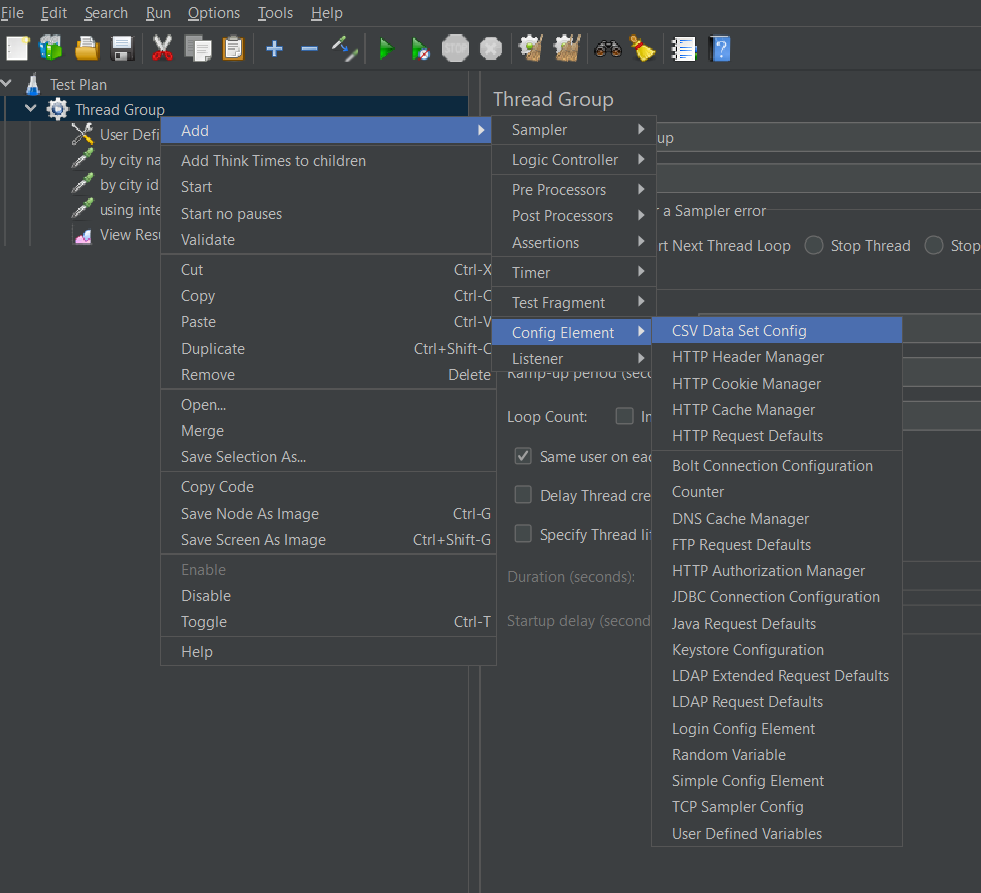 File Edit Search Run Options Tools Help
STOP
Test Plan
Thread Group
User Defi
by city na
by city id
using inte
View Resu
Add
Add Think Times to children
Start
Start no pauses
Validate
Cut Ctrl-X
Copy Ctrl-C
Paste Ctrl-V
Duplicate Ctrl+Shift-C
Remove Delete
Open...
Merge
Save Selection As...
Copy Code
Save Node As Image Ctrl-G
Save Screen As Image Ctrl+Shift-G
Enable
Disable
Toggle Ctrl-T
Help
Thread Group
Sampler
Logic Controller
Pre Processors
Post Processors
Assertions
Timer
Test Fragment
Config Element
Listener
up
r a Sampler error
rt Next Thread Loop Stop Thread Stop
Ramp-up period (seco
Loop Count: In
Same user on eac
Delay Thread cre
Specify Thread lif
Duration (seconds):
Startup delay (second
CSV Data Set Config
HTTP Header Manager
HTTP Cookie Manager
HTTP Cache Manager
HTTP Request Defaults
Bolt Connection Configuration
Counter
DNS Cache Manager
FTP Request Defaults
HTTP Authorization Manager
JDBC Connection Configuration
Java Request Defaults
Keystore Configuration
LDAP Extended Request Defaults
LDAP Request Defaults
Login Config Element
Random Variable
Simple Config Element
TCP Sampler Config
User Defined Variables